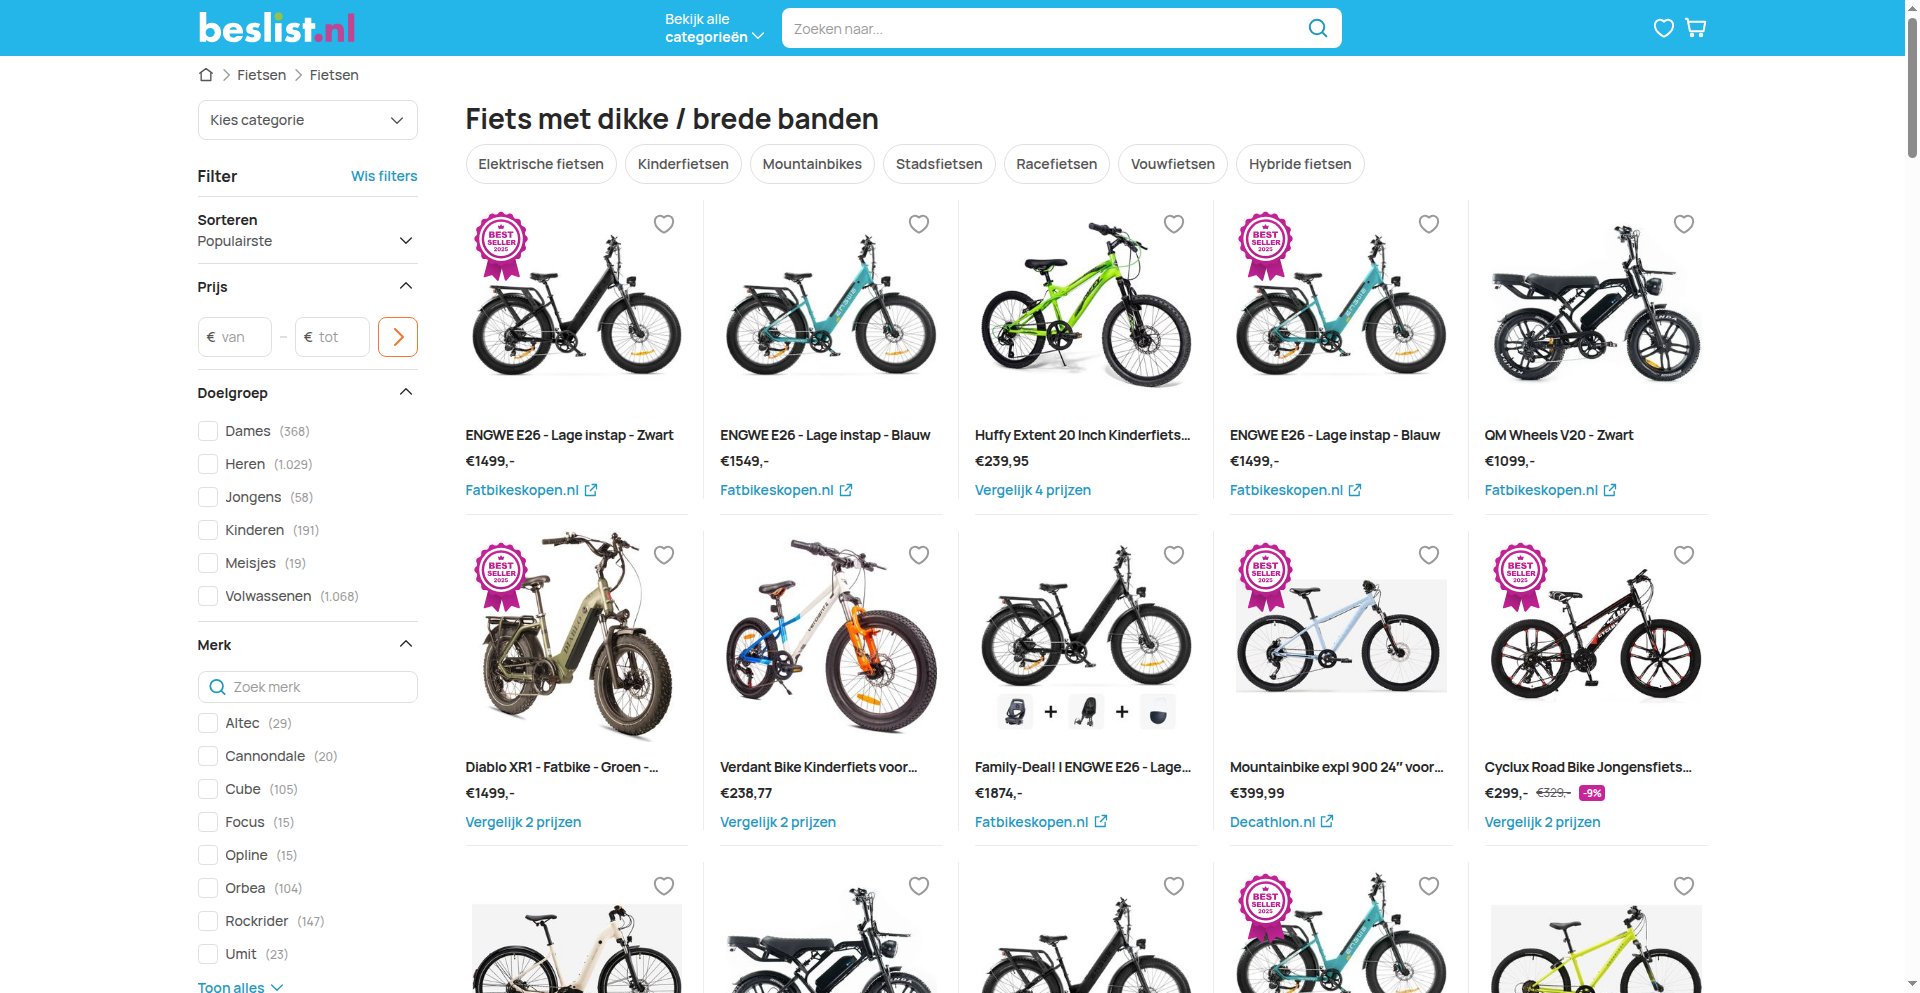 beslist.nl
Bekijk alle
categorieën
Zoeken naar...
Fietsen
Fietsen
Kies categorie
Filter
Wis filters
Sorteren
Populairste
Prijs
€ van
–
€ tot
Doelgroep
Dames (368)
Heren (1.029)
Jongens (58)
Kinderen (191)
Meisjes (19)
Volwassenen (1.068)
Merk
Zoek merk
Altec (29)
Cannondale (20)
Cube (105)
Focus (15)
Opline (15)
Orbea (104)
Rockrider (147)
Umit (23)
Toon alles
Fiets met dikke / brede banden
Elektrische fietsen
Kinderfietsen
Mountainbikes
Stadsfietsen
Racefietsen
Vouwfietsen
Hybride fietsen
BEST
SELLER
2025
ENGWE E26 - Lage instap - Zwart
€1499,-
Fatbikeskopen.nl
ENGWE E26 - Lage instap - Blauw
€1549,-
Fatbikeskopen.nl
Huffy Extent 20 Inch Kinderfiets...
€239,95
Vergelijk 4 prijzen
BEST
SELLER
2025
ENGWE E26 - Lage instap - Blauw
€1499,-
Fatbikeskopen.nl
QM Wheels V20 - Zwart
€1099,-
Fatbikeskopen.nl
BEST
SELLER
2025
Diablo XR1 - Fatbike - Groen -...
€1499,-
Vergelijk 2 prijzen
Verdant Bike Kinderfiets voor...
€238,77
Vergelijk 2 prijzen
+
+
Family-Deal! | ENGWE E26 - Lage...
€1874,-
Fatbikeskopen.nl
BEST
SELLER
2025
Mountainbike expl 900 24″ voor...
€399,99
Decathlon.nl
BEST
SELLER
2025
Cyclux Road Bike Jongensfiets...
€299,- €329,- -9%
Vergelijk 2 prijzen
BEST
SELLER
2025